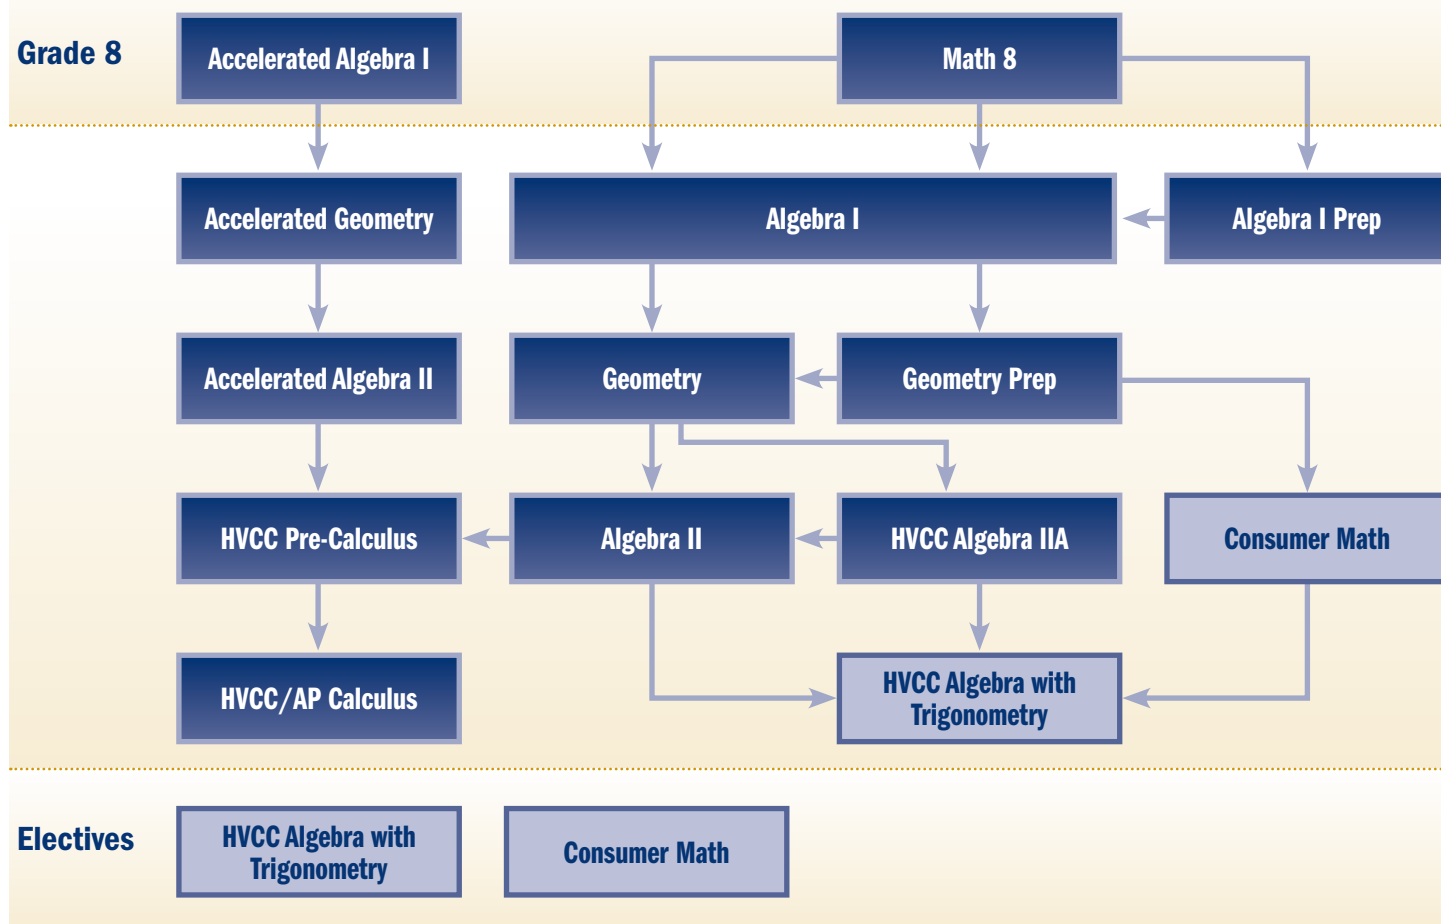 Grade 8
Accelerated Algebra I
Math 8
Accelerated Geometry
Algebra I
Algebra I Prep
Accelerated Algebra II
Geometry
Geometry Prep
HVCC Pre-Calculus
Algebra II
HVCC Algebra IIA
Consumer Math
HVCC/AP Calculus
HVCC Algebra with
Trigonometry
Electives
HVCC Algebra with
Trigonometry
Consumer Math